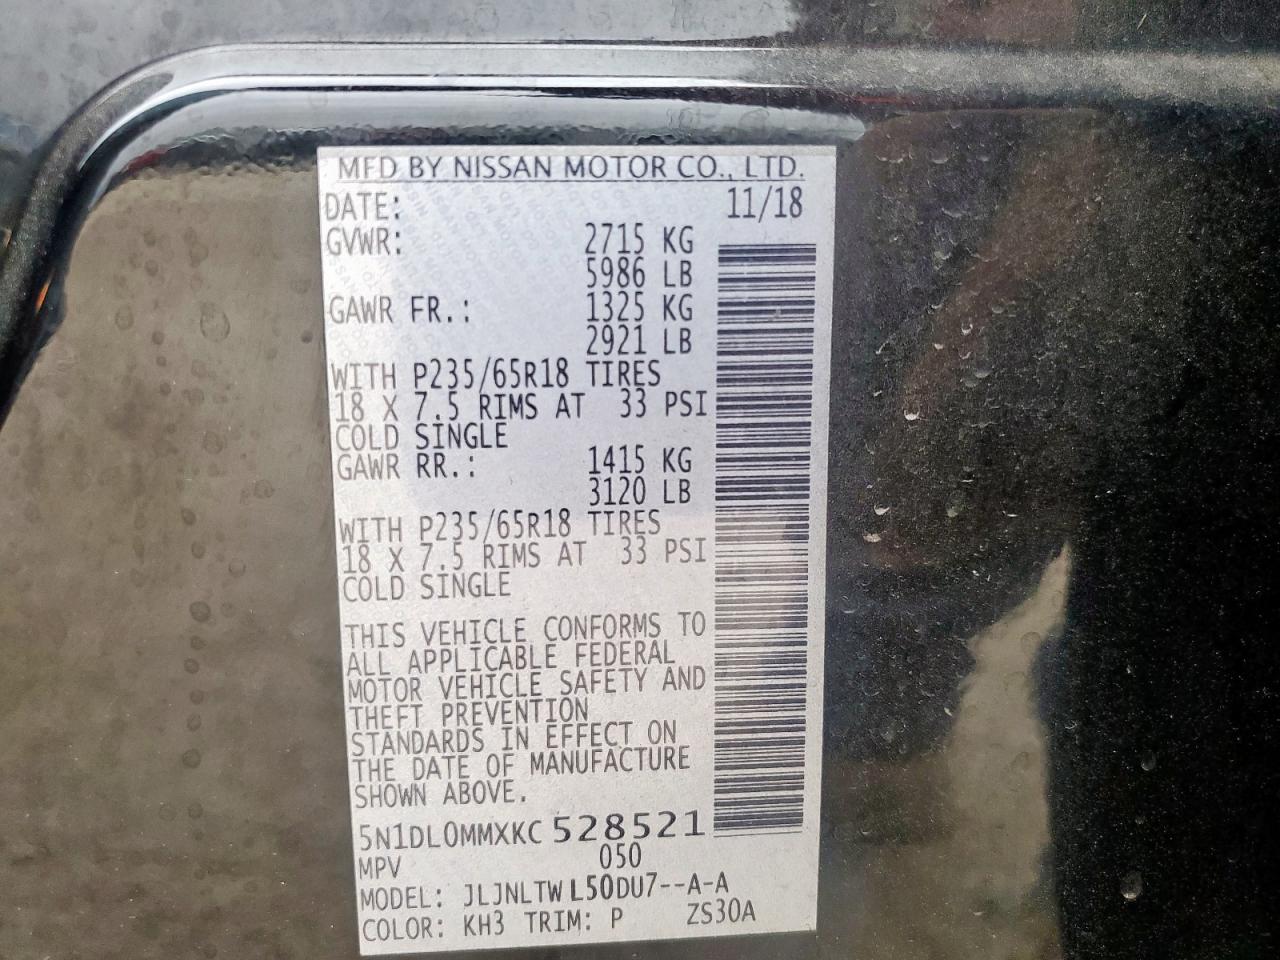 MFD BY NISSAN MOTOR CO., LTD.
DATE: 11/18
GVWR: 2715 KG
5986 LB
GAWR FR.: 1325 KG
2921 LB
WITH P235/65R18 TIRES
18 X 7.5 RIMS AT 33 PSI
COLD SINGLE
GAWR RR.: 1415 KG
3120 LB
WITH P235/65R18 TIRES
18 X 7.5 RIMS AT 33 PSI
COLD SINGLE
THIS VEHICLE CONFORMS TO
ALL APPLICABLE FEDERAL
MOTOR VEHICLE SAFETY AND
THEFT PREVENTION
STANDARDS IN EFFECT ON
THE DATE OF MANUFACTURE
SHOWN ABOVE.
5N1DL0MMXKC 528521
MPV 050
MODEL: JLJNLTW L50DU7--A-A
COLOR: KH3 TRIM: P ZS30A